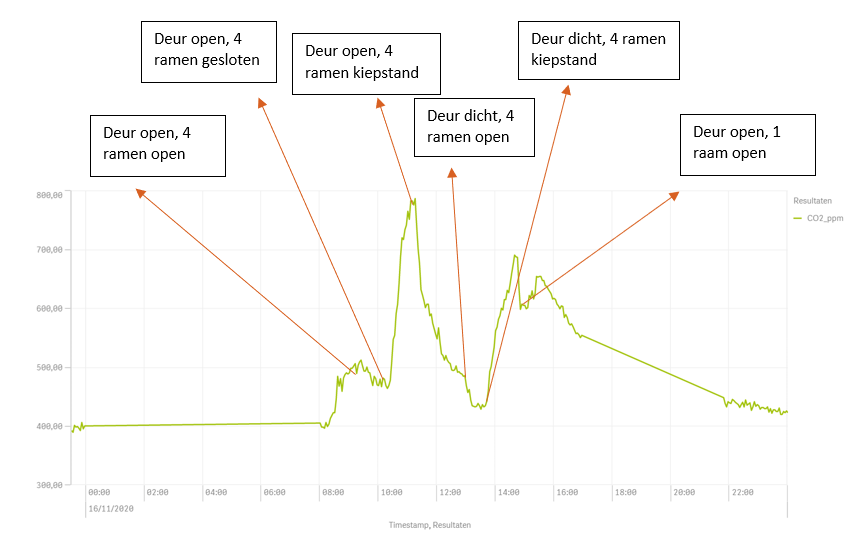 Deur open, 4
ramen gesloten
Deur open, 4
ramen kiepstand
Deur dicht, 4 ramen
kiepstand
Deur dicht, 4
ramen open
Deur open, 4
ramen open
Deur open, 1
raam open
800,00
700,00
600,00
500,00
400,00
300,00
Resultaten
CO2_ppm
00:00
02:00
04:00
06:00
08:00
10:00
12:00
14:00
16:00
18:00
20:00
22:00
16/11/2020
Timestamp, Resultaten